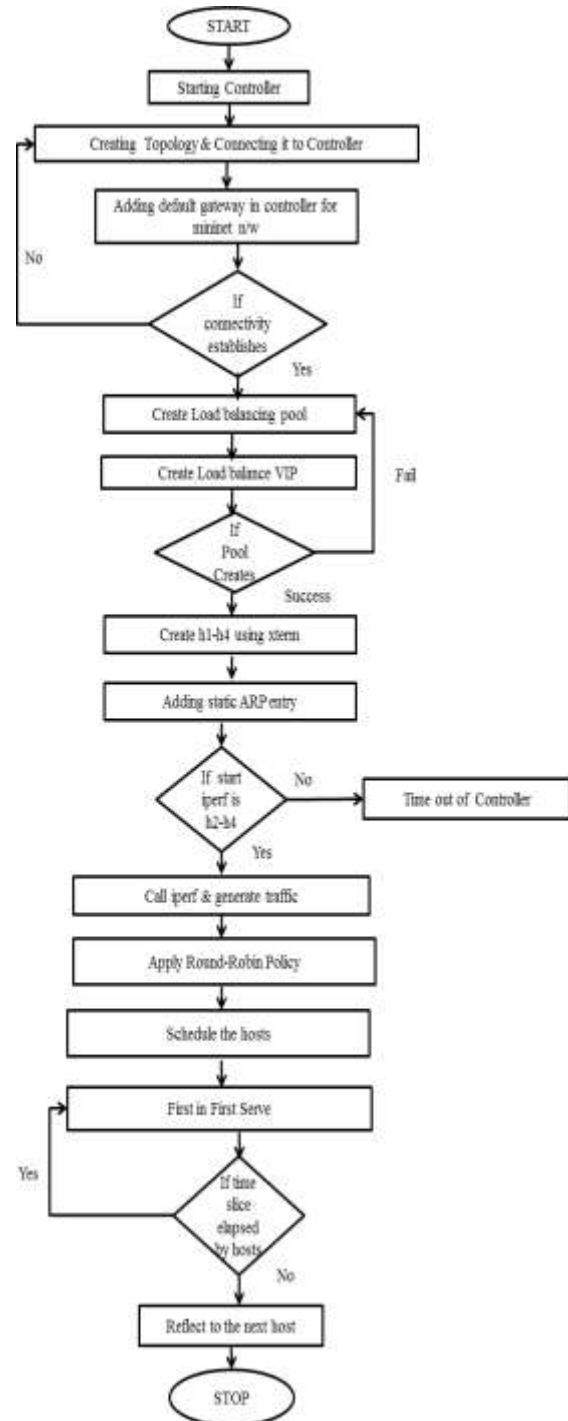 START
Starting Controller
Creating Topology & Connecting it to Controller
Adding default gateway in controller for
mininet n/w
No
If
connectivity
establishes
Yes
Create Load balancing pool
Create Load balance VIP
Fail
If
Pool
Creates
Success
Create h1-h4 using xterm
Adding static ARP entry
If start
iperf is
h2-h4
No
Time out of Controller
Yes
Call iperf & generate traffic
Apply Round-Robin Policy
Schedule the hosts
First in First Serve
Yes
If time
slice
elapsed
by hosts
No
Reflect to the next host
STOP